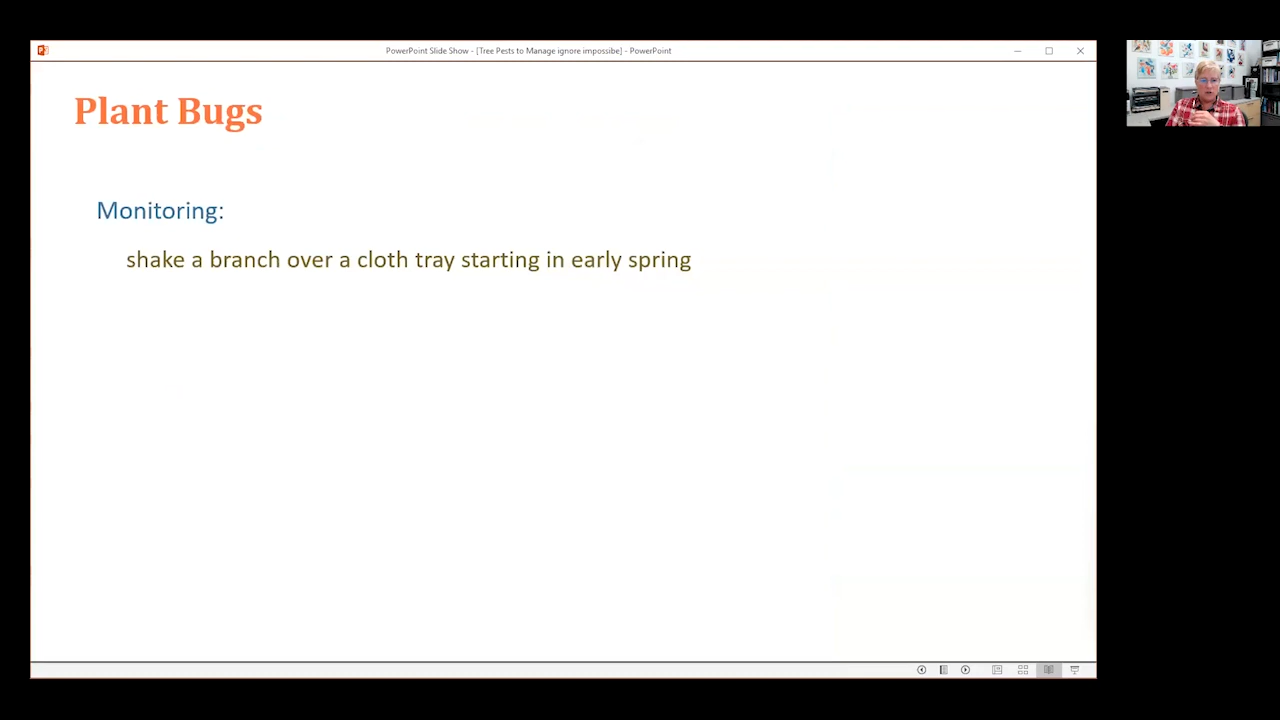 PowerPoint Slide Show - [Tree Pests to Manage ignore impossibe] - PowerPoint
Plant Bugs
Monitoring:
shake a branch over a cloth tray starting in early spring